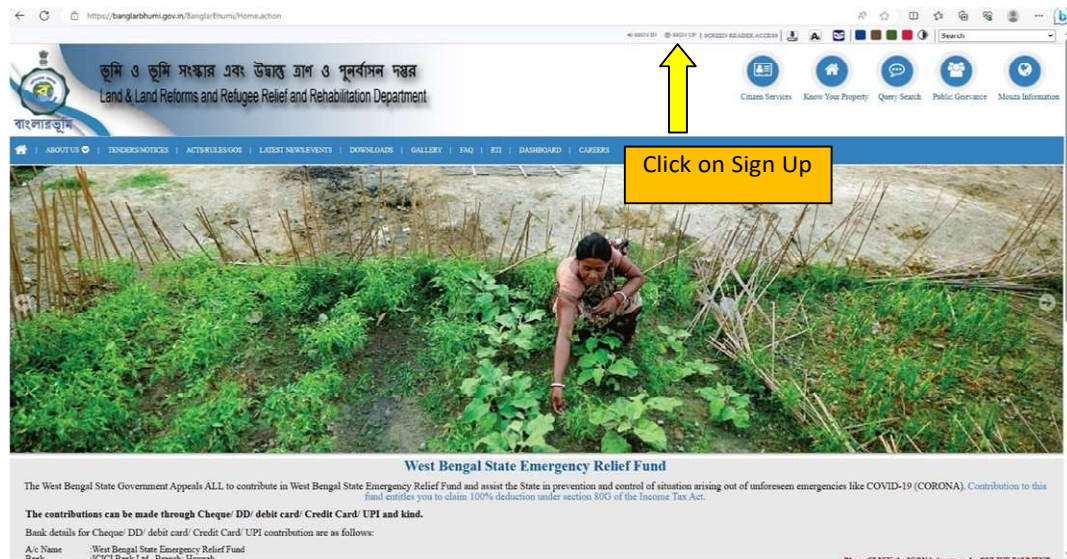 https://banglarbhumi.gov.in/BanglarBhumi/Home.action
SIGN IN SIGN UP | SCREEN READER ACCESS | A Search
ভূমি ও ভূমি সংস্কার এবং উদ্বাস্তু ত্রাণ ও পূনর্বাসন দপ্তর
Land & Land Reforms and Refugee Relief and Rehabilitation Department
বাংলারভূমি
Citizen Services Know Your Property Query Search Public Grievance Mouza Information
ABOUT US | TENDERS/NOTICES | ACTS/RULES/GOS | LATEST NEWS/EVENTS | DOWNLOADS | GALLERY | FAQ | RTI | DASHBOARD | CAREERS
Click on Sign Up
West Bengal State Emergency Relief Fund
The West Bengal State Government Appeals ALL to contribute in West Bengal State Emergency Relief Fund and assist the State in prevention and control of situation arising out of unforeseen emergencies like COVID-19 (CORONA). Contribution to this
fund entitles you to claim 100% deduction under section 80G of the Income Tax Act.
The contributions can be made through Cheque/ DD/ debit card/ Credit Card/ UPI and kind.
Bank details for Cheque/ DD/ debit card/ Credit Card/ UPI contribution are as follows:
A/c Name :West Bengal State Emergency Relief Fund
Bank :ICICI Bank Ltd., Branch: Howrah